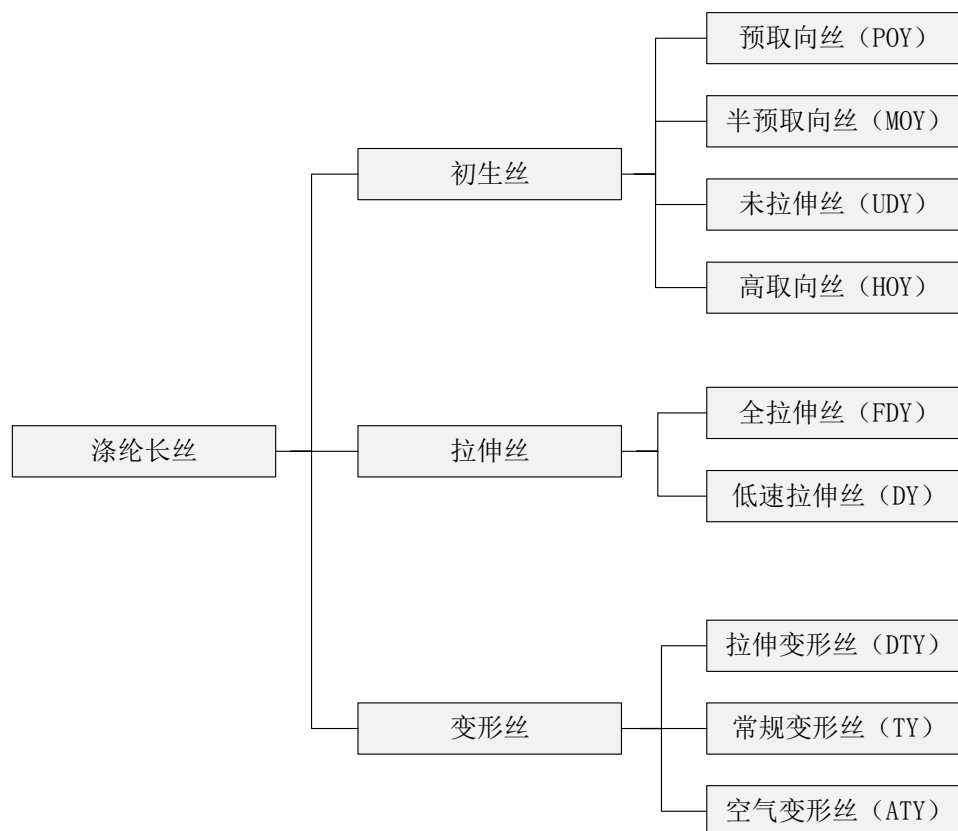 预取向丝（POY）
半预取向丝（MOY）
初生丝
未拉伸丝（UDY）
高取向丝（HOY）
全拉伸丝（FDY）
涤纶长丝
拉伸丝
低速拉伸丝（DY）
拉伸变形丝（DTY）
变形丝
常规变形丝（TY）
空气变形丝（ATY）